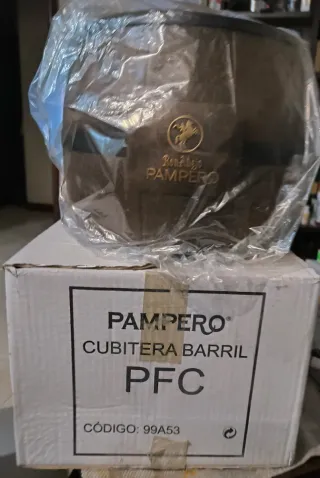 Ron Añejo
PAMPERO
PAMPERO®
CUBITERA BARRIL
PFC
CÓDIGO: 99A53